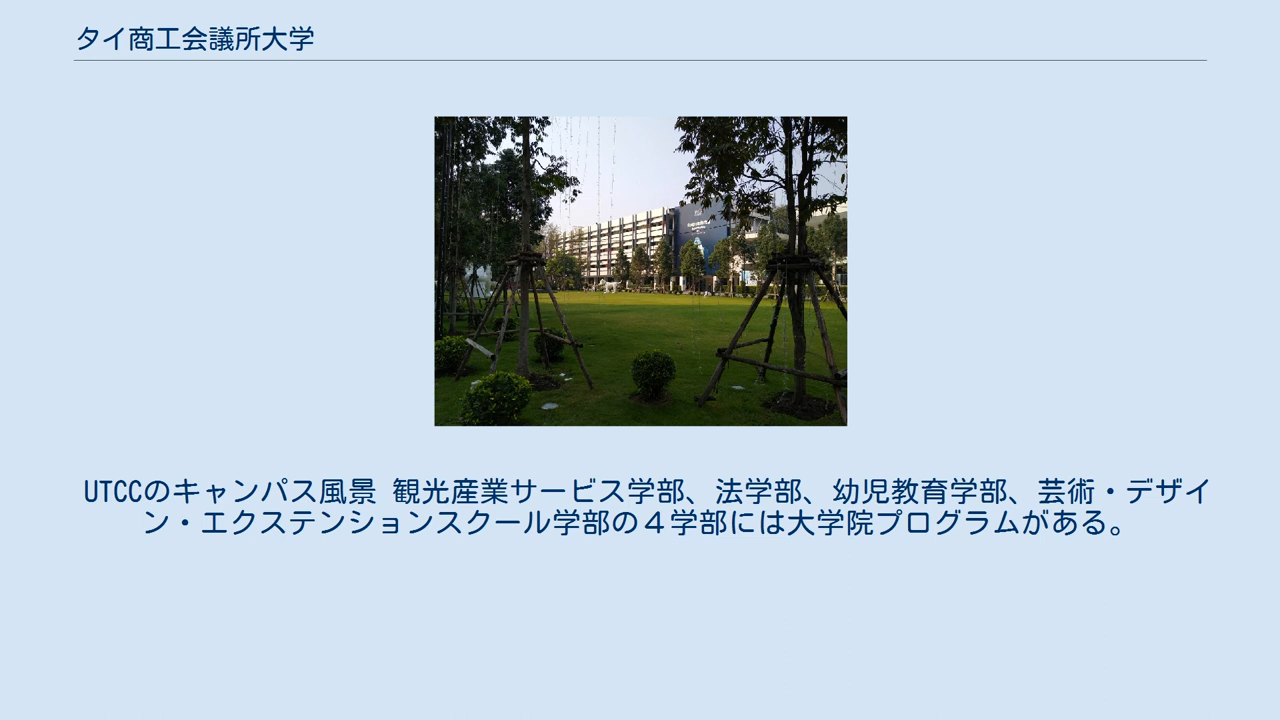 タイ商工会議所大学
UTCCのキャンパス風景 観光産業サービス学部、法学部、幼児教育学部、芸術・デザイ
ン・エクステンションスクール学部の４学部には大学院プログラムがある。